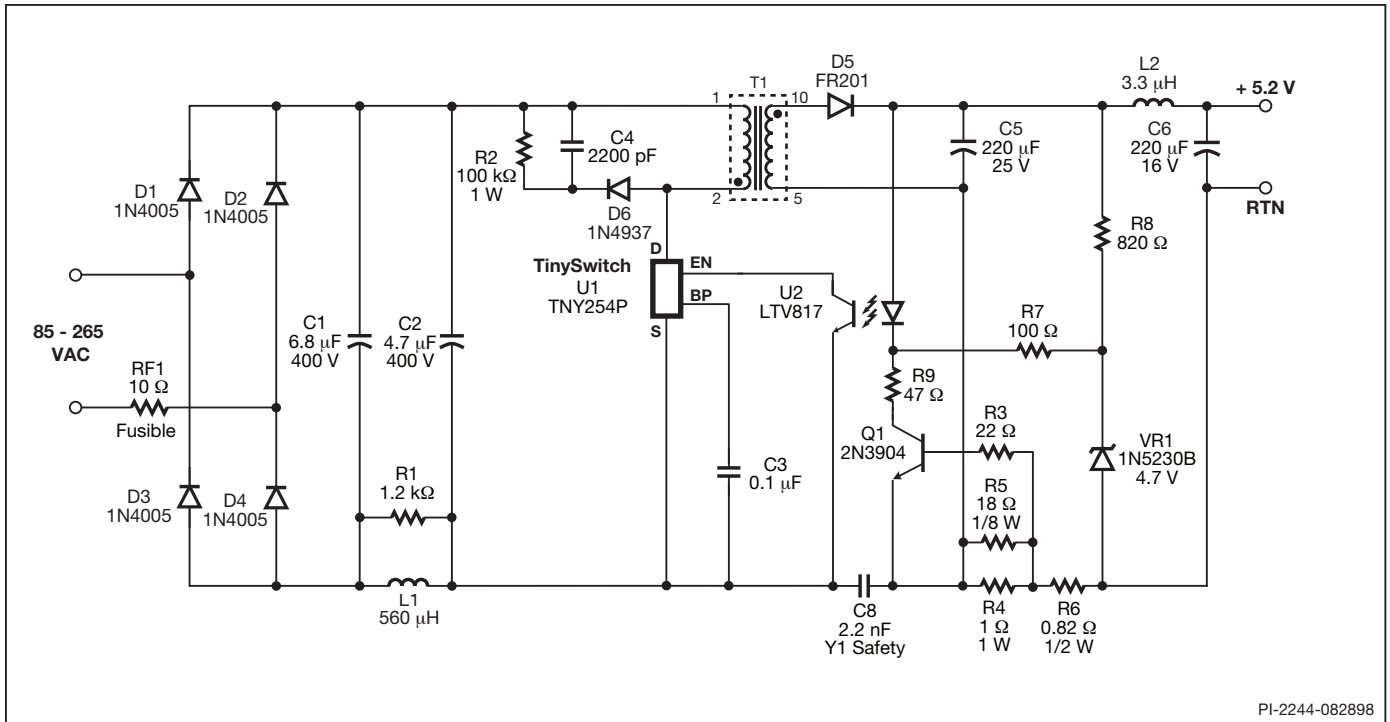 D5
FR201
L2
3.3 µH
+ 5.2 V
T1
1
10
2
5
C4
2200 pF
R2
100 kΩ
1 W
C5
220 µF
25 V
C6
220 µF
16 V
RTN
D1
1N4005
D2
1N4005
D6
1N4937
R8
820 Ω
TinySwitch
U1
TNY254P
D
EN
BP
S
U2
LTV817
R7
100 Ω
85 - 265
VAC
C1
6.8 µF
400 V
C2
4.7 µF
400 V
RF1
10 Ω
Fusible
R9
47 Ω
R3
22 Ω
Q1
2N3904
VR1
1N5230B
4.7 V
C3
0.1 µF
R5
18 Ω
1/8 W
D3
1N4005
D4
1N4005
R1
1.2 kΩ
L1
560 µH
C8
2.2 nF
Y1 Safety
R4
1 Ω
1 W
R6
0.82 Ω
1/2 W
PI-2244-082898